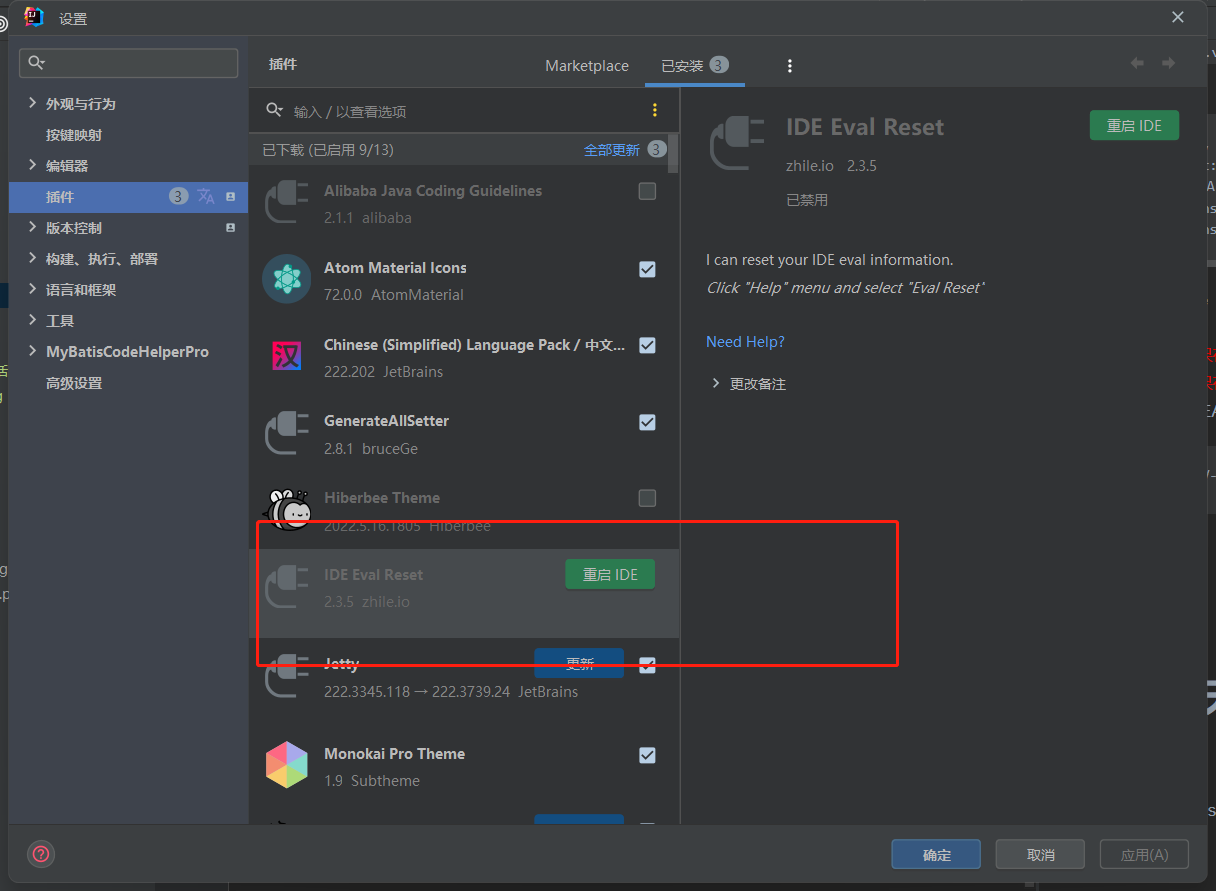 设置
插件
Marketplace
已安装 3
输入 / 以查看选项
已下载 (已启用 9/13)
全部更新 3
外观与行为
按键映射
编辑器
插件 3
版本控制
构建、执行、部署
语言和框架
工具
MyBatisCodeHelperPro
高级设置
Alibaba Java Coding Guidelines
2.1.1 alibaba
Atom Material Icons
72.0.0 AtomMaterial
汉
Chinese (Simplified) Language Pack / 中文...
222.202 JetBrains
GenerateAllSetter
2.8.1 bruceGe
Hiberbee Theme
2022.5.16.1805 Hiberbee
IDE Eval Reset
重启 IDE
2.3.5 zhile.io
Jetty
更新
222.3345.118 → 222.3739.24 JetBrains
Monokai Pro Theme
1.9 Subtheme
IDE Eval Reset
重启 IDE
zhile.io 2.3.5
已禁用
I can reset your IDE eval information.
Click "Help" menu and select "Eval Reset"
Need Help?
更改备注
确定
取消
应用(A)